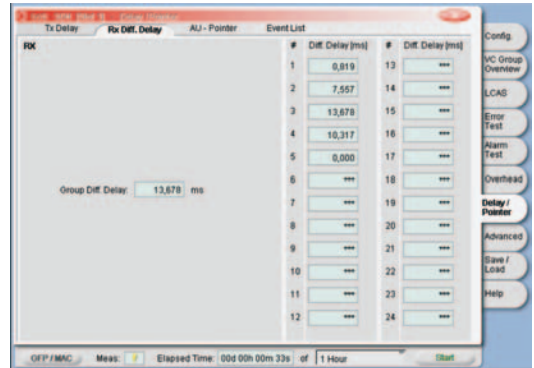 Tx Delay Rx Diff. Delay AU - Pointer Event List
RX
# Diff. Delay [ms] # Diff. Delay [ms]
1 0,819 13 ***
2 7,557 14 ***
3 13,678 15 ***
4 10,317 16 ***
5 0,000 17 ***
6 *** 18 ***
Group Diff. Delay: 13,678 ms
7 *** 19 ***
8 *** 20 ***
9 *** 21 ***
10 *** 22 ***
11 *** 23 ***
12 *** 24 ***
Config.
VC Group
Overview
LCAS
Error
Test
Alarm
Test
Overhead
Delay /
Pointer
Advanced
Save /
Load
Help
GFP / MAC Meas: ? Elapsed Time: 00d 00h 00m 33s of 1 Hour Start